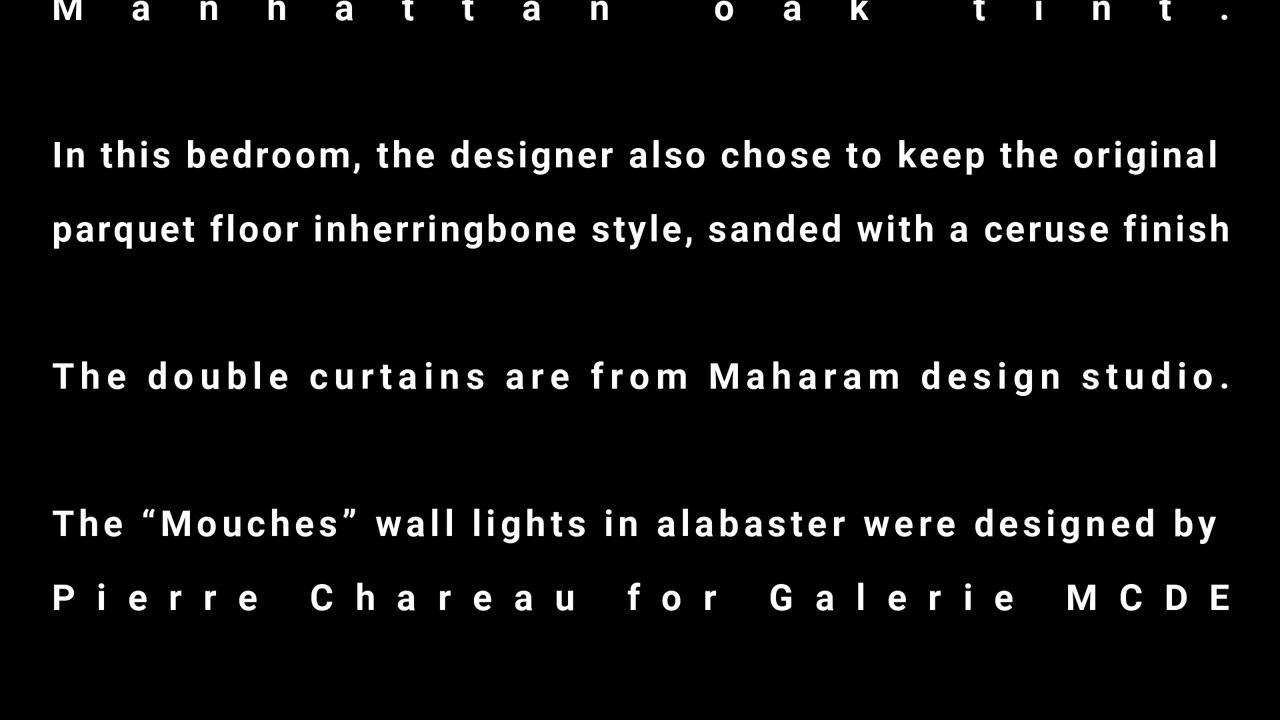 Manhattan oak tint.
In this bedroom, the designer also chose to keep the original
parquet floor inherringbone style, sanded with a ceruse finish
The double curtains are from Maharam design studio.
The “Mouches” wall lights in alabaster were designed by
Pierre Chareau for Galerie MCDE